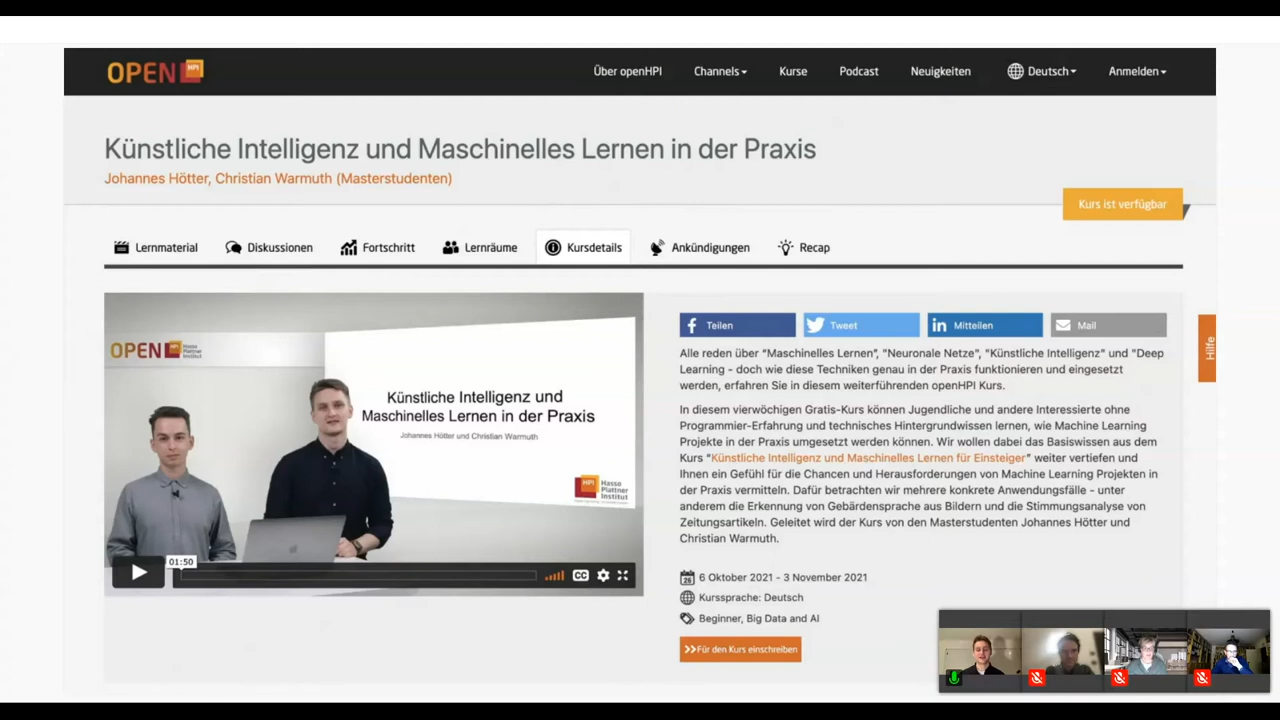 OPEN HPI
Über openHPI
Channels
Kurse
Podcast
Neuigkeiten
Deutsch
Anmelden
Künstliche Intelligenz und Maschinelles Lernen in der Praxis
Johannes Hötter, Christian Warmuth (Masterstudenten)
Kurs ist verfügbar
Lernmaterial
Diskussionen
Fortschritt
Lernräume
Kursdetails
Ankündigungen
Recap
OPEN HPI Hasso Plattner Institut
Künstliche Intelligenz und
Maschinelles Lernen in der Praxis
Johannes Hötter und Christian Warmuth
HPI Hasso Plattner Institut
01:50
CC
Teilen
Tweet
Mitteilen
Mail
Alle reden über "Maschinelles Lernen", "Neuronale Netze", "Künstliche Intelligenz" und "Deep
Learning - doch wie diese Techniken genau in der Praxis funktionieren und eingesetzt
werden, erfahren Sie in diesem weiterführenden openHPI Kurs.
In diesem vierwöchigen Gratis-Kurs können Jugendliche und andere Interessierte ohne
Programmier-Erfahrung und technisches Hintergrundwissen lernen, wie Machine Learning
Projekte in der Praxis umgesetzt werden können. Wir wollen dabei das Basiswissen aus dem
Kurs "Künstliche Intelligenz und Maschinelles Lernen für Einsteiger" weiter vertiefen und
Ihnen ein Gefühl für die Chancen und Herausforderungen von Machine Learning Projekten in
der Praxis vermitteln. Dafür betrachten wir mehrere konkrete Anwendungsfälle - unter
anderem die Erkennung von Gebärdensprache aus Bildern und die Stimmungsanalyse von
Zeitungsartikeln. Geleitet wird der Kurs von den Masterstudenten Johannes Hötter und
Christian Warmuth.
6 Oktober 2021 - 3 November 2021
Kurssprache: Deutsch
Beginner, Big Data and AI
Für den Kurs einschreiben
Hilfe